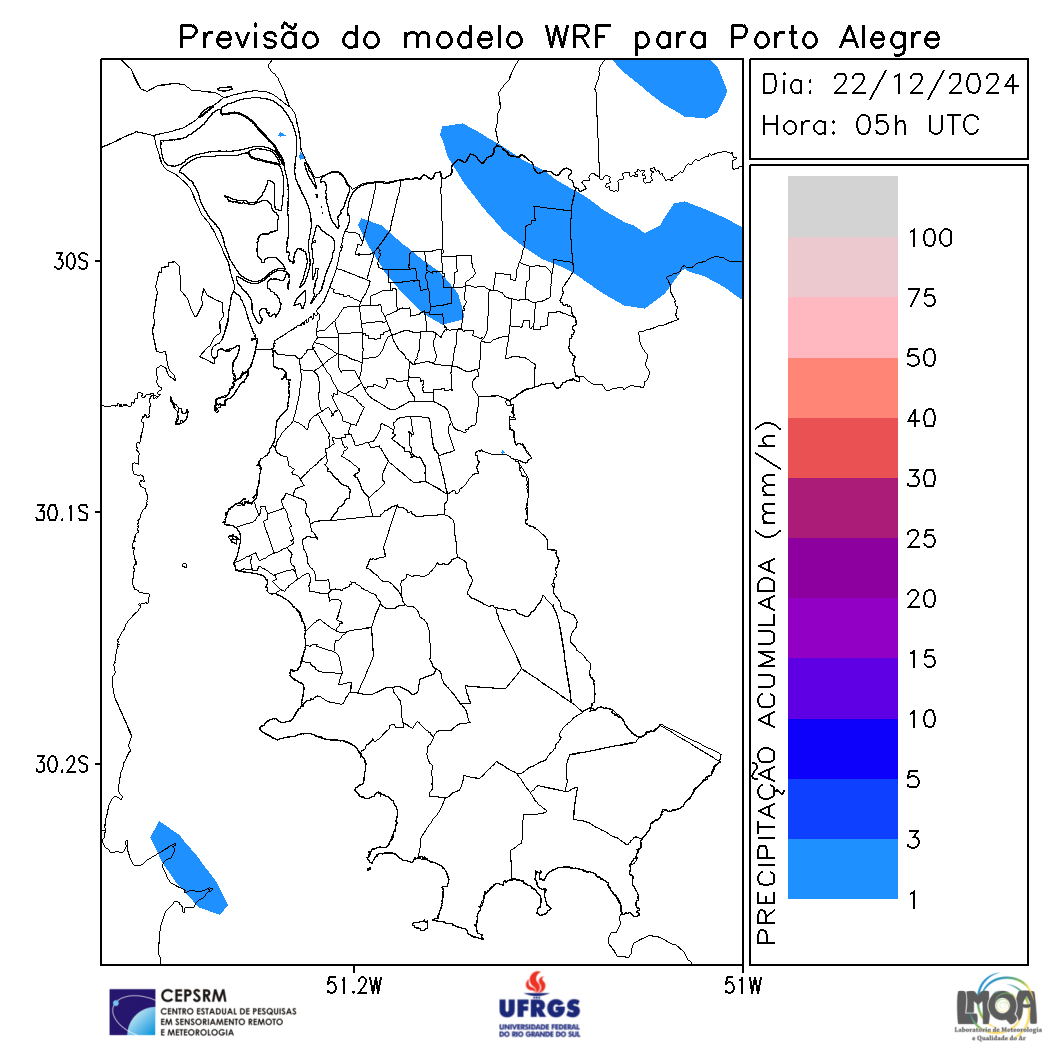 Previsão do modelo WRF para Porto Alegre
Dia: 22/12/2024
Hora: 05h UTC
30S
30.1S
30.2S
51.2W
51W
PRECIPITAÇÃO ACUMULADA (mm/h)
100
75
50
40
30
25
20
15
10
5
3
1
CEPSRM
CENTRO ESTADUAL DE PESQUISAS
EM SENSORIAMENTO REMOTO
E METEOROLOGIA
UFRGS
UNIVERSIDADE FEDERAL
DO RIO GRANDE DO SUL
LMQA
Laboratório de Meteorologia
e Qualidade do Ar